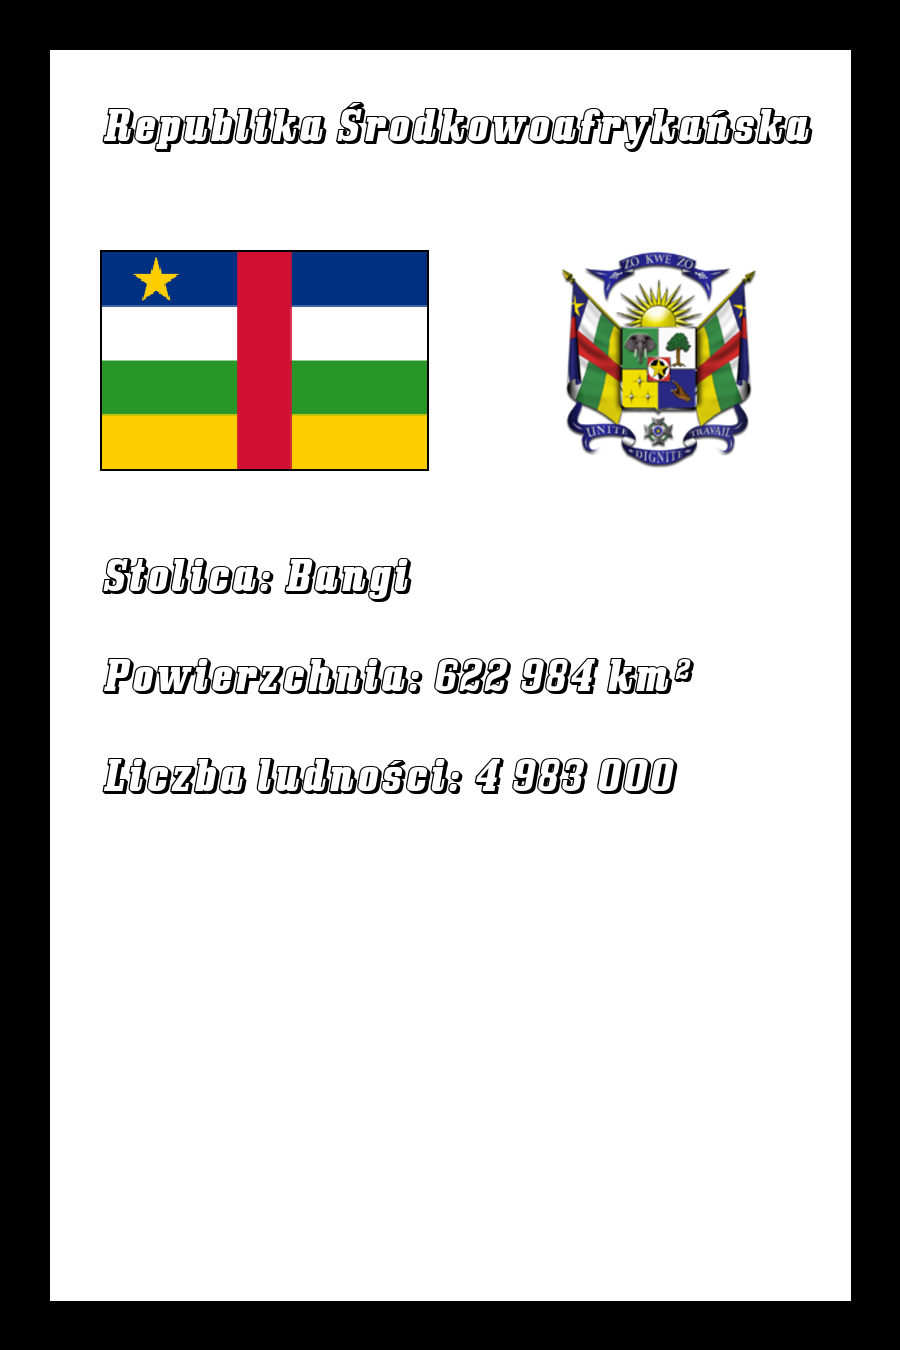 Republika Środkowoafrykańska
ZO KWE ZO
UNITE
TRAVAIL
DIGNITE
Stolica: Bangi
Powierzchnia: 622 984 km²
Liczba ludności: 4 983 000